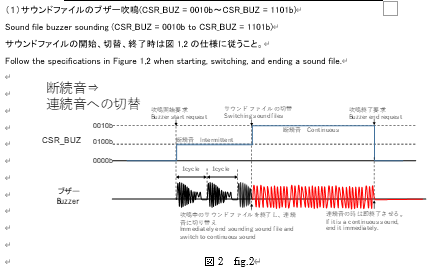 (１)サウンドファイルのブザー吹鳴(CSR_BUZ = 0010b～CSR_BUZ = 1101b)
Sound file buzzer sounding (CSR_BUZ = 0010b to CSR_BUZ = 1101b)
サウンドファイルの開始、切替、終了時は図 1,2 の仕様に従うこと。
Follow the specifications in Figure 1,2 when starting, switching, and ending a sound file.
断続音⇒
連続音への切替
吹鳴開始要求
Buzzer start request
サウンドファイルの切替
Switching sound files
吹鳴終了要求
Buzzer end request
CSR_BUZ
0010b
0100b
0000b
断続音 Intermittent
連続音 Continuous
1cycle
1cycle
ブザー
Buzzer
吹鳴中のサウンドファイルを終了し、連続
音に切り替え
Immediately end sounding sound file and
switch to continuous sound
連続音の時は即終了させる。
If it is a continuous sound,
end it immediately.
図 2 fig.2